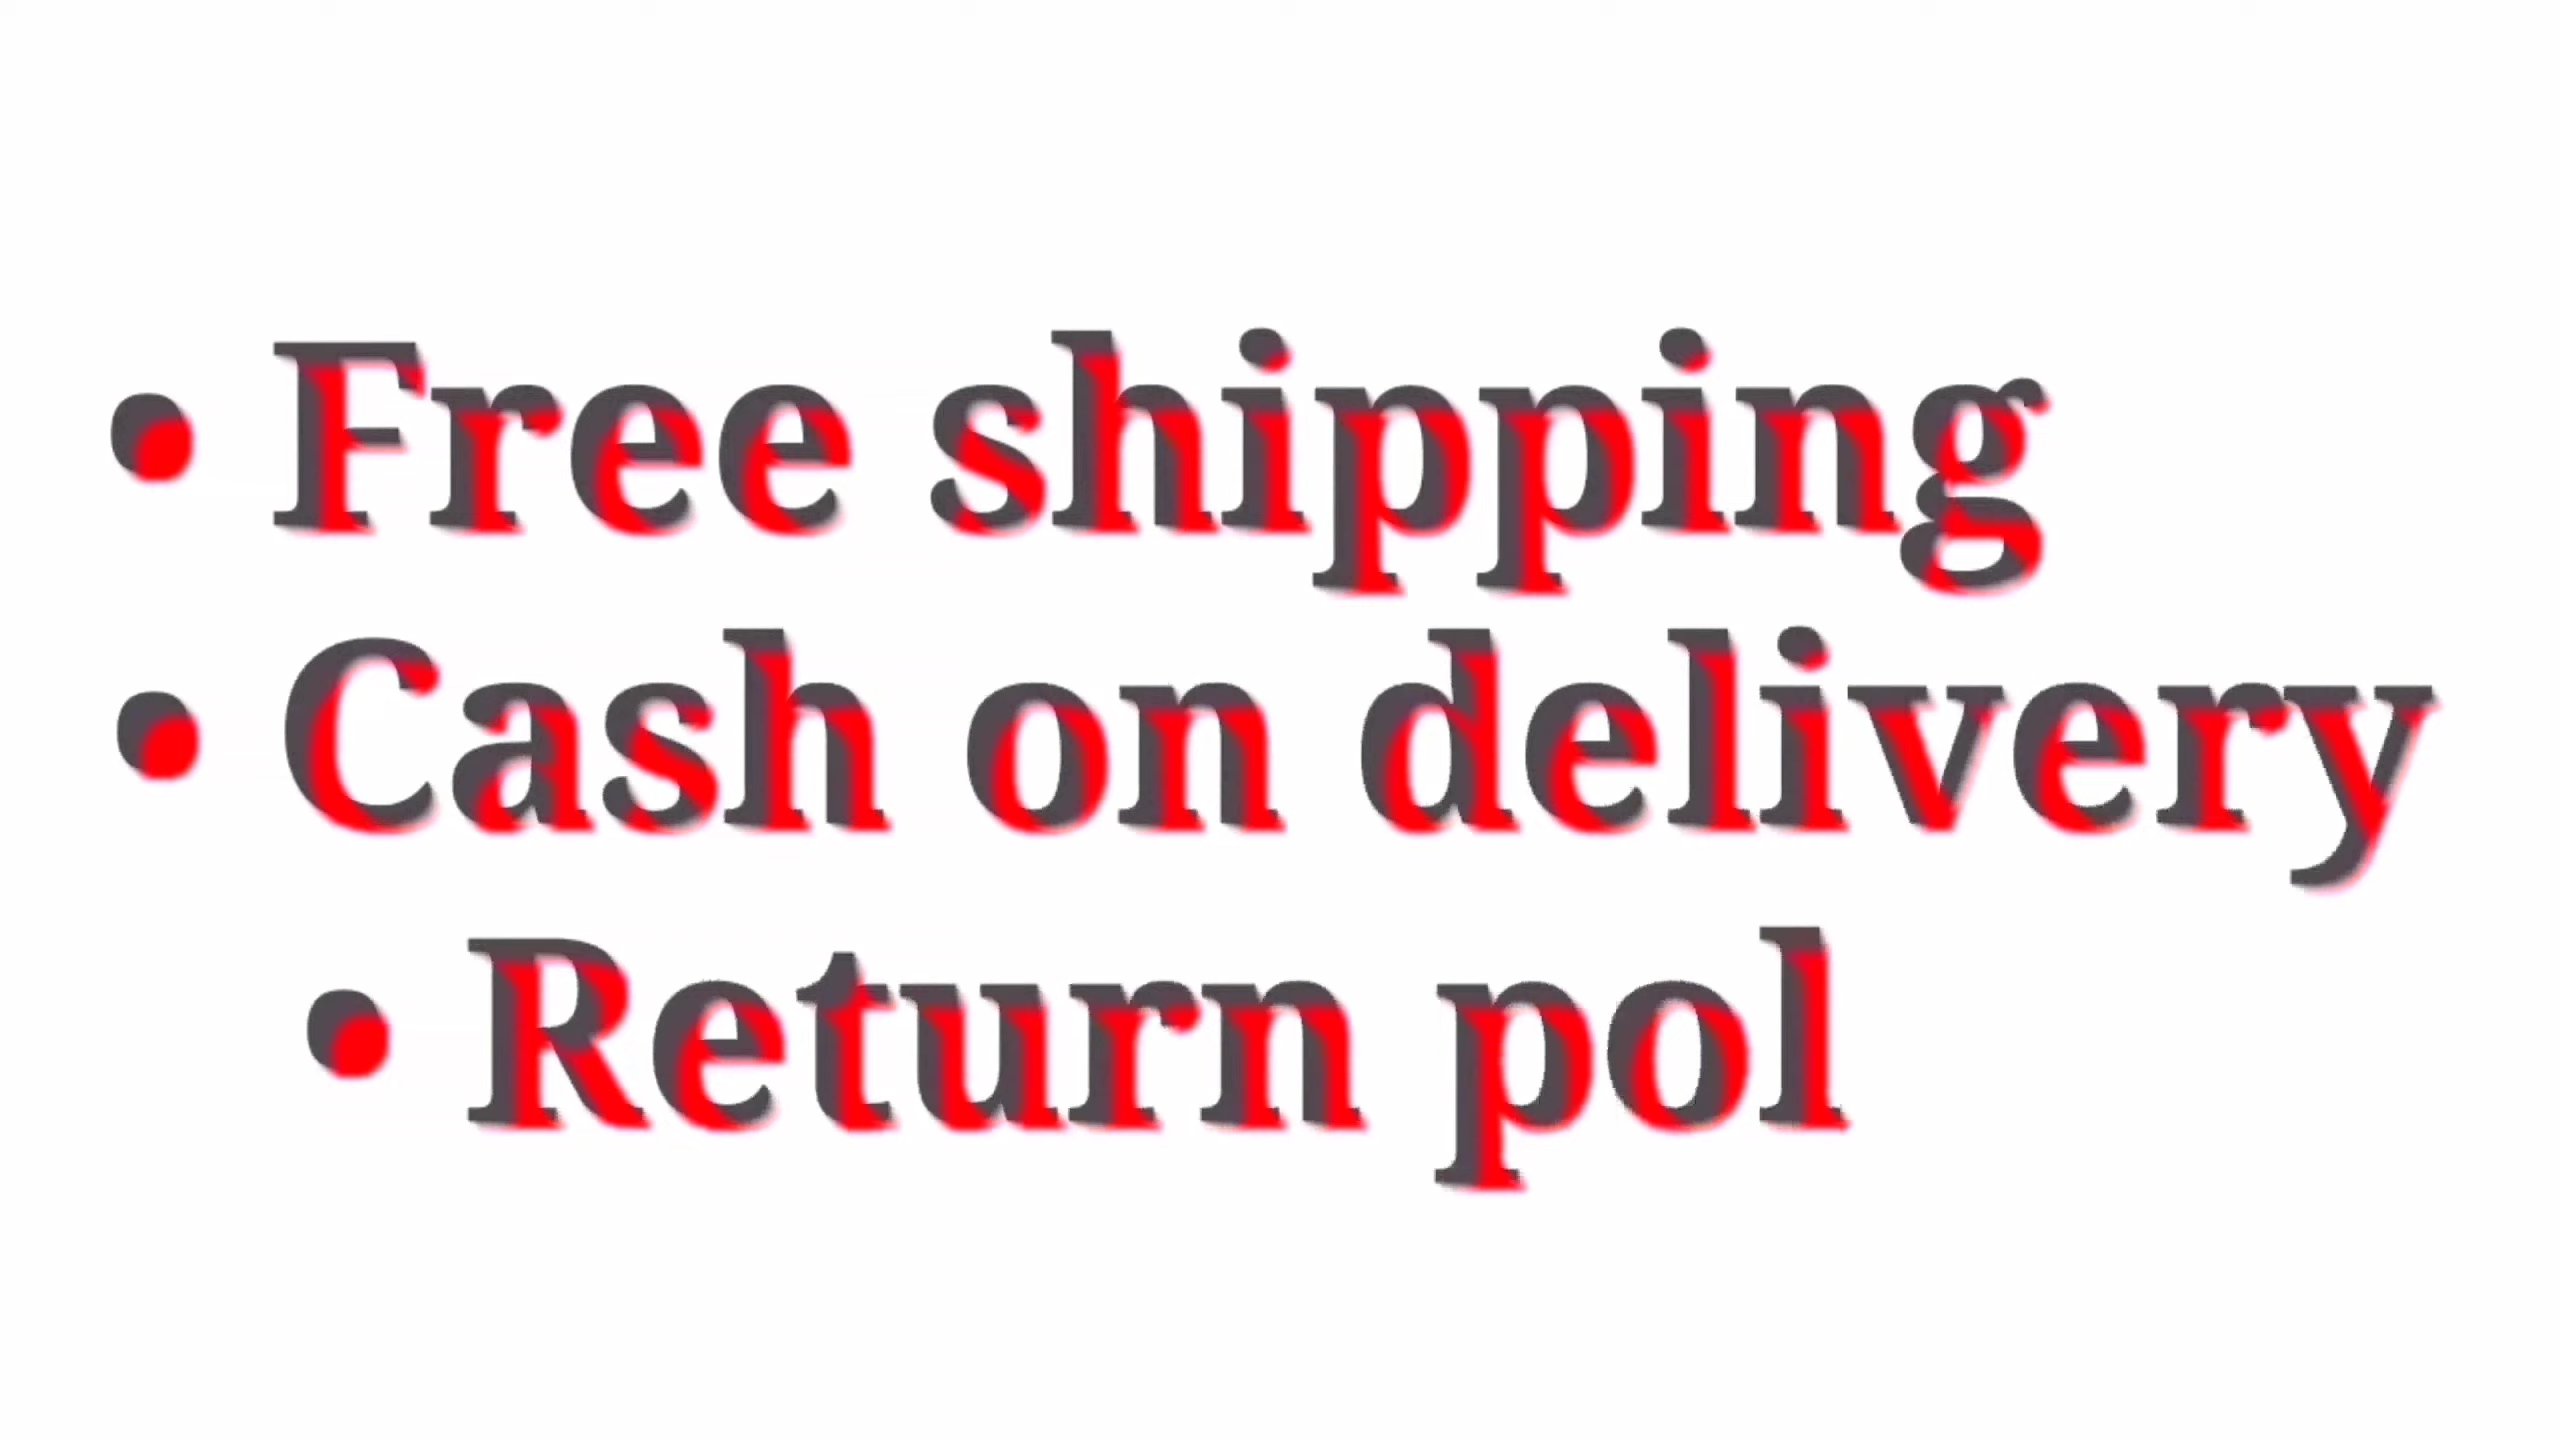 • Free shipping
• Cash on delivery
• Return pol